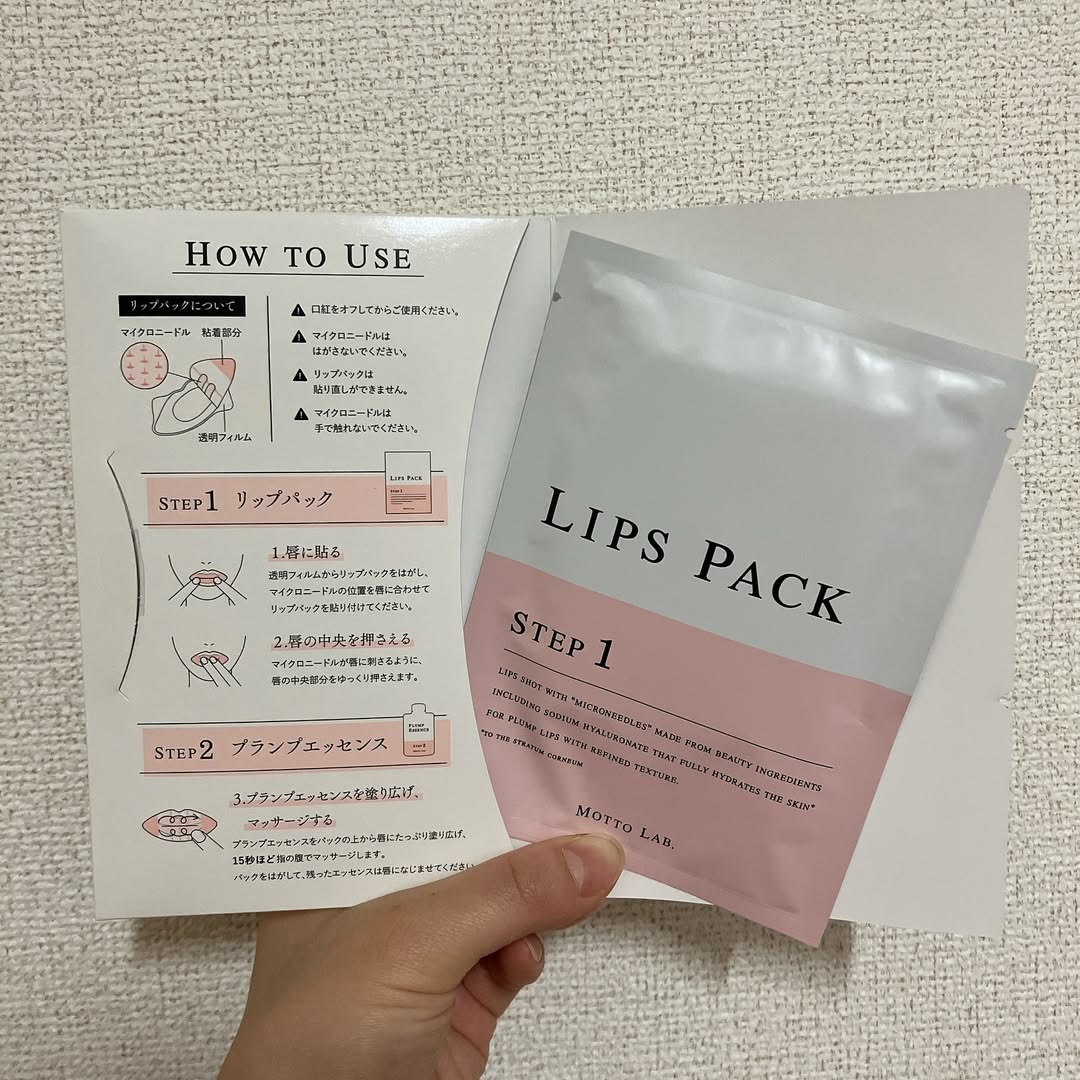 HOW TO USE
リップパックについて
マイクロニードル 粘着部分
透明フィルム
口紅をオフしてからご使用ください。
マイクロニードルは
はがさないでください。
リップパックは
貼り直しができません。
マイクロニードルは
手で触れないでください。
STEP1 リップパック
LIPS PACK
STEP 1
1.唇に貼る
透明フィルムからリップパックをはがし、
マイクロニードルの位置を唇に合わせて
リップパックを貼り付けてください。
2.唇の中央を押さえる
マイクロニードルが唇に刺さるように、
唇の中央部分をゆっくり押さえます。
STEP2 プランプエッセンス
PLUMP
ESSENCE
STEP 2
3.プランプエッセンスを塗り広げ、
マッサージする
プランプエッセンスをパックの上から唇にたっぷり塗り広げ、
15秒ほど指の腹でマッサージします。
パックをはがして、残ったエッセンスは唇になじませてください
LIPS PACK
STEP 1
LIPS SHOT WITH "MICRONEEDLES" MADE FROM BEAUTY INGREDIENTS
INCLUDING SODIUM HYALURONATE THAT FULLY HYDRATES THE SKIN*
FOR PLUMP LIPS WITH REFINED TEXTURE.
*TO THE STRATUM CORNEUM
MOTTO LAB.